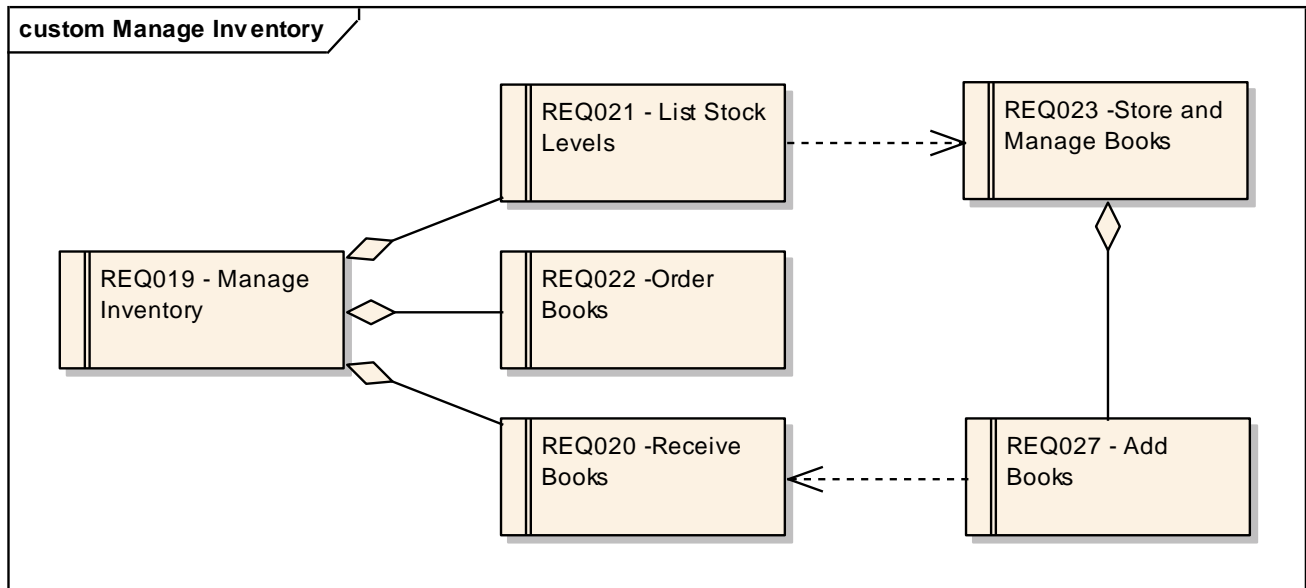 custom Manage Inventory
REQ021 - List Stock
Levels
REQ023 -Store and
Manage Books
REQ019 - Manage
Inventory
REQ022 -Order
Books
REQ020 -Receive
Books
REQ027 - Add
Books